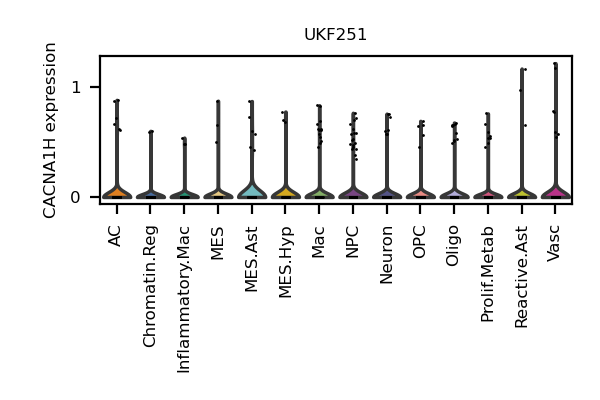 UKF251
CACNA1H expression
1
0
AC
Chromatin.Reg
Inflammatory.Mac
MES
MES.Ast
MES.Hyp
Mac
NPC
Neuron
OPC
Oligo
Prolif.Metab
Reactive.Ast
Vasc